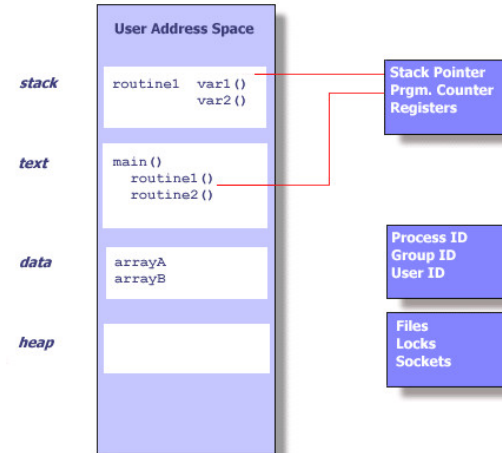 User Address Space
stack
routine1 var1()
var2()
Stack Pointer
Prgm. Counter
Registers
text
main()
routine1()
routine2()
data
arrayA
arrayB
Process ID
Group ID
User ID
heap
Files
Locks
Sockets